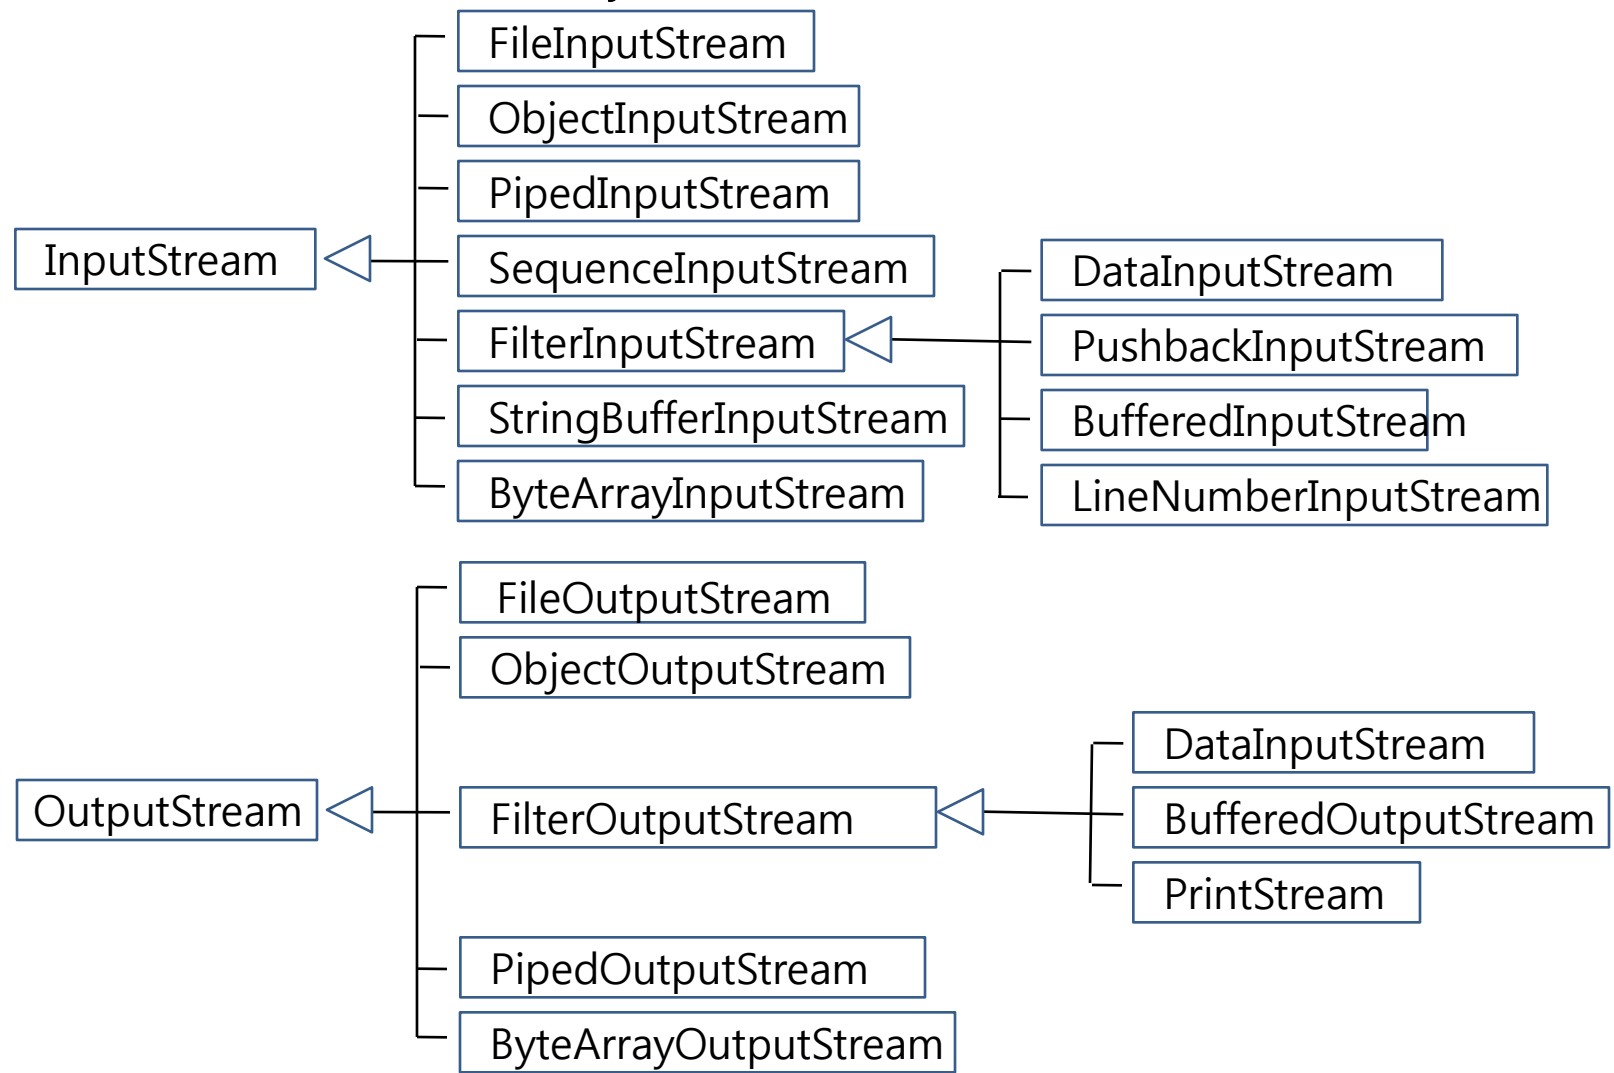 FileInputStream
ObjectInputStream
PipedInputStream
InputStream
SequenceInputStream
FilterInputStream
StringBufferInputStream
ByteArrayInputStream
DataInputStream
PushbackInputStream
BufferedInputStream
LineNumberInputStream
FileOutputStream
ObjectOutputStream
OutputStream
FilterOutputStream
PipedOutputStream
ByteArrayOutputStream
DataInputStream
BufferedOutputStream
PrintStream